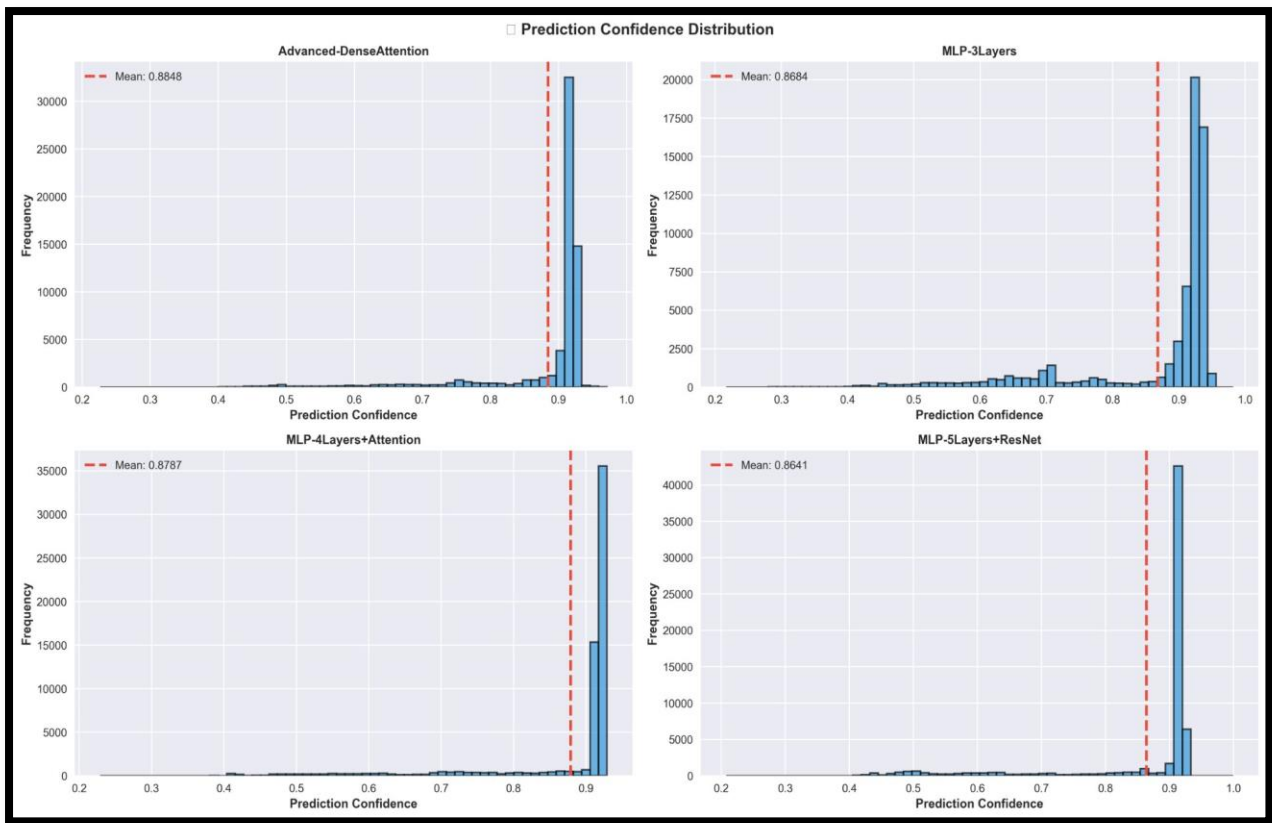 Prediction Confidence Distribution
Advanced-DenseAttention
Mean: 0.8848
30000
25000
20000
15000
10000
5000
0
Frequency
0.2 0.3 0.4 0.5 0.6 0.7 0.8 0.9 1.0
Prediction Confidence
MLP-3Layers
Mean: 0.8684
20000
17500
15000
12500
10000
7500
5000
2500
0
Frequency
0.2 0.3 0.4 0.5 0.6 0.7 0.8 0.9 1.0
Prediction Confidence
MLP-4Layers+Attention
Mean: 0.8787
35000
30000
25000
20000
15000
10000
5000
0
Frequency
0.2 0.3 0.4 0.5 0.6 0.7 0.8 0.9
Prediction Confidence
MLP-5Layers+ResNet
Mean: 0.8641
40000
35000
30000
25000
20000
15000
10000
5000
0
Frequency
0.2 0.3 0.4 0.5 0.6 0.7 0.8 0.9 1.0
Prediction Confidence